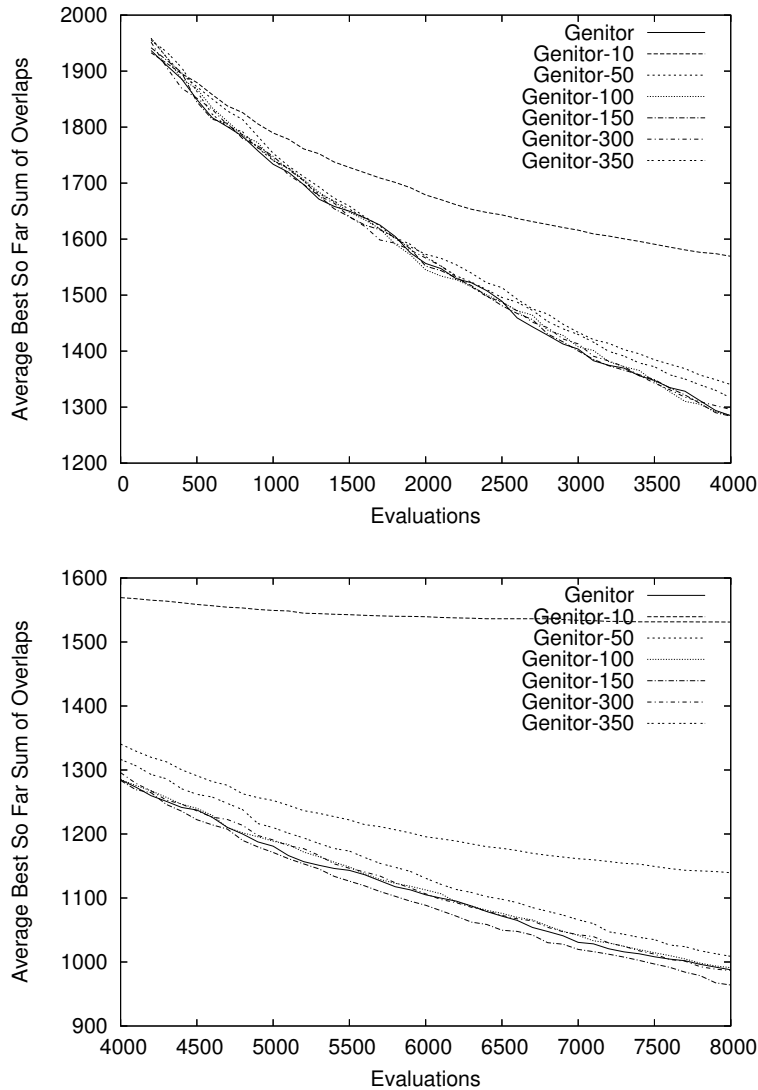 2000
1900
1800
1700
1600
1500
1400
1300
1200
Average Best So Far Sum of Overlaps
Genitor
Genitor-10
Genitor-50
Genitor-100
Genitor-150
Genitor-300
Genitor-350
0 500 1000 1500 2000 2500 3000 3500 4000
Evaluations
1600
1500
1400
1300
1200
1100
1000
900
Average Best So Far Sum of Overlaps
Genitor
Genitor-10
Genitor-50
Genitor-100
Genitor-150
Genitor-300
Genitor-350
4000 4500 5000 5500 6000 6500 7000 7500 8000
Evaluations